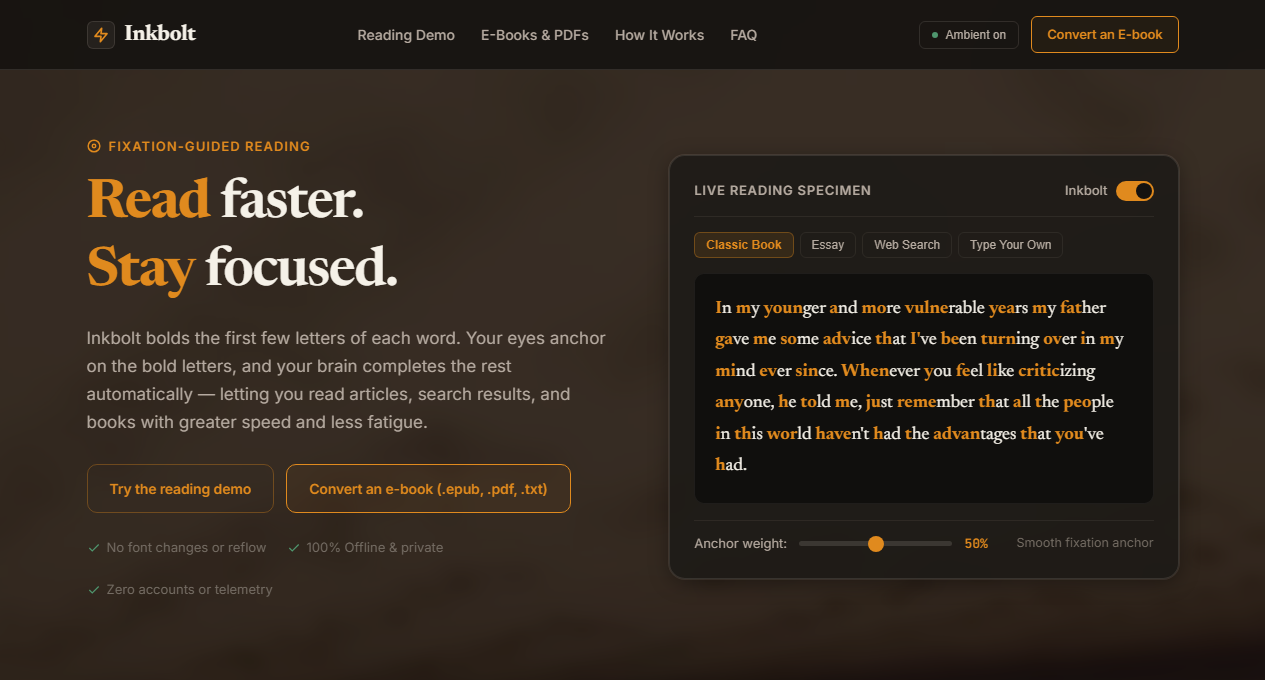 Inkbolt
Reading Demo
E-Books & PDFs
How It Works
FAQ
Ambient on
Convert an E-book
FIXATION-GUIDED READING
Read faster.
Stay focused.
Inkbolt bolds the first few letters of each word. Your eyes anchor
on the bold letters, and your brain completes the rest
automatically — letting you read articles, search results, and
books with greater speed and less fatigue.
Try the reading demo
Convert an e-book (.epub, .pdf, .txt)
No font changes or reflow
100% Offline & private
Zero accounts or telemetry
LIVE READING SPECIMEN
Inkbolt
Classic Book
Essay
Web Search
Type Your Own
In my younger and more vulnerable years my father
gave me some advice that I've been turning over in my
mind ever since. Whenever you feel like criticizing
anyone, he told me, just remember that all the people
in this world haven't had the advantages that you've
had.
Anchor weight:
50%
Smooth fixation anchor